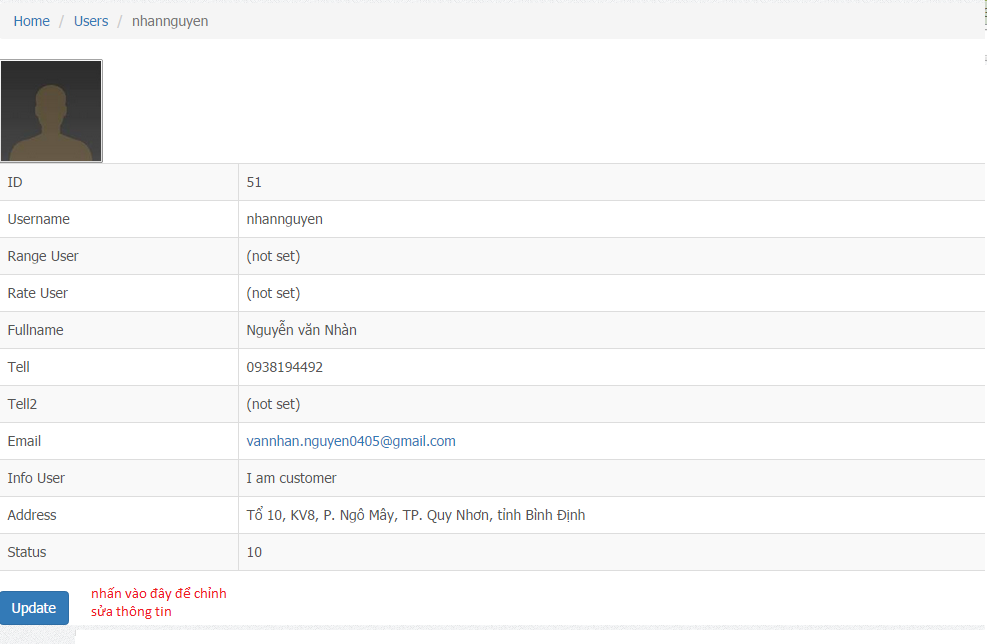 Home / Users / nhannguyen
ID 51
Username nhannguyen
Range User (not set)
Rate User (not set)
Fullname Nguyễn văn Nhàn
Tell 0938194492
Tell2 (not set)
Email vannhan.nguyen0405@gmail.com
Info User I am customer
Address Tổ 10, KV8, P. Ngô Mây, TP. Quy Nhơn, tỉnh Bình Định
Status 10
Update
nhấn vào đây để chỉnh
sửa thông tin